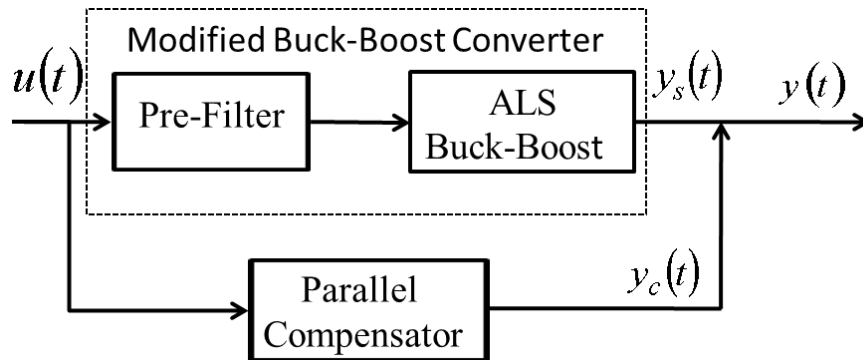 Modified Buck-Boost Converter
u(t)
Pre-Filter
ALS
Buck-Boost
y_s(t)
y(t)
Parallel
Compensator
y_c(t)